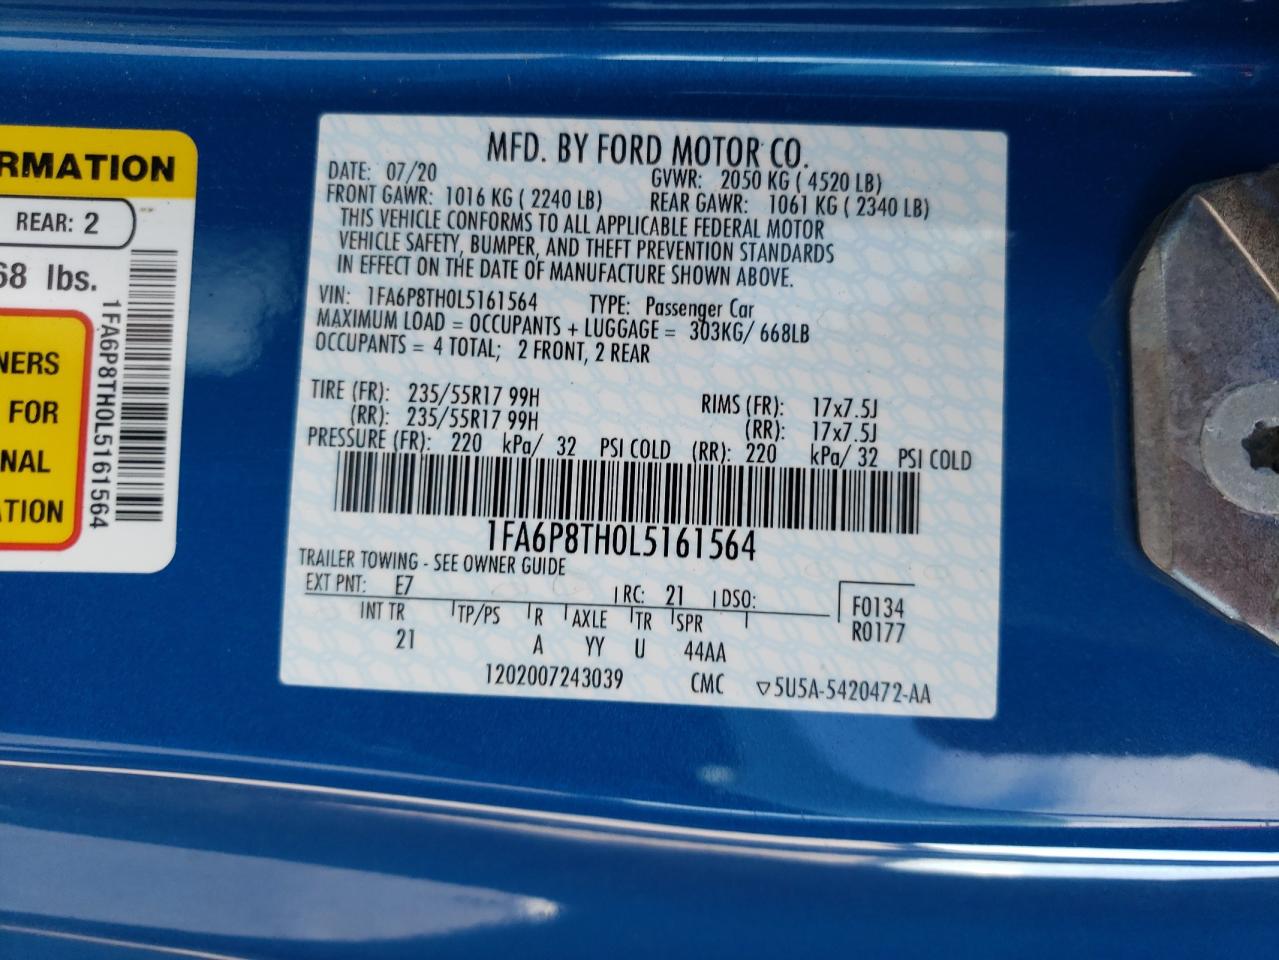 RMATION
REAR: 2
68 lbs.
NERS
FOR
NAL
ATION
1FA6P8TH0L5161564
MFD. BY FORD MOTOR CO.
DATE: 07/20 GVWR: 2050 KG ( 4520 LB)
FRONT GAWR: 1016 KG ( 2240 LB) REAR GAWR: 1061 KG ( 2340 LB)
THIS VEHICLE CONFORMS TO ALL APPLICABLE FEDERAL MOTOR
VEHICLE SAFETY, BUMPER, AND THEFT PREVENTION STANDARDS
IN EFFECT ON THE DATE OF MANUFACTURE SHOWN ABOVE.
VIN: 1FA6P8TH0L5161564 TYPE: Passenger Car
MAXIMUM LOAD = OCCUPANTS + LUGGAGE = 303KG/ 668LB
OCCUPANTS = 4 TOTAL; 2 FRONT, 2 REAR
TIRE (FR): 235/55R17 99H RIMS (FR): 17x7.5J
(RR): 235/55R17 99H (RR): 17x7.5J
PRESSURE (FR): 220 kPa/ 32 PSI COLD (RR): 220 kPa/ 32 PSI COLD
1FA6P8TH0L5161564
TRAILER TOWING - SEE OWNER GUIDE
EXT PNT: E7 RC: 21 DSO: F0134
INT TR TP/PS R AXLE TR SPR R0177
21 A YY U 44AA
1202007243039 CMC ▽5U5A-5420472-AA